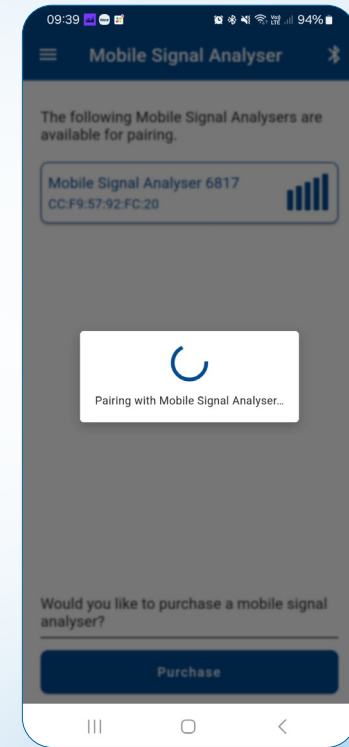 09:39 94%
Mobile Signal Analyser
The following Mobile Signal Analysers are
available for pairing.
Mobile Signal Analyser 6817
CC:F9:57:92:FC:20
Pairing with Mobile Signal Analyser...
Would you like to purchase a mobile signal
analyser?
Purchase